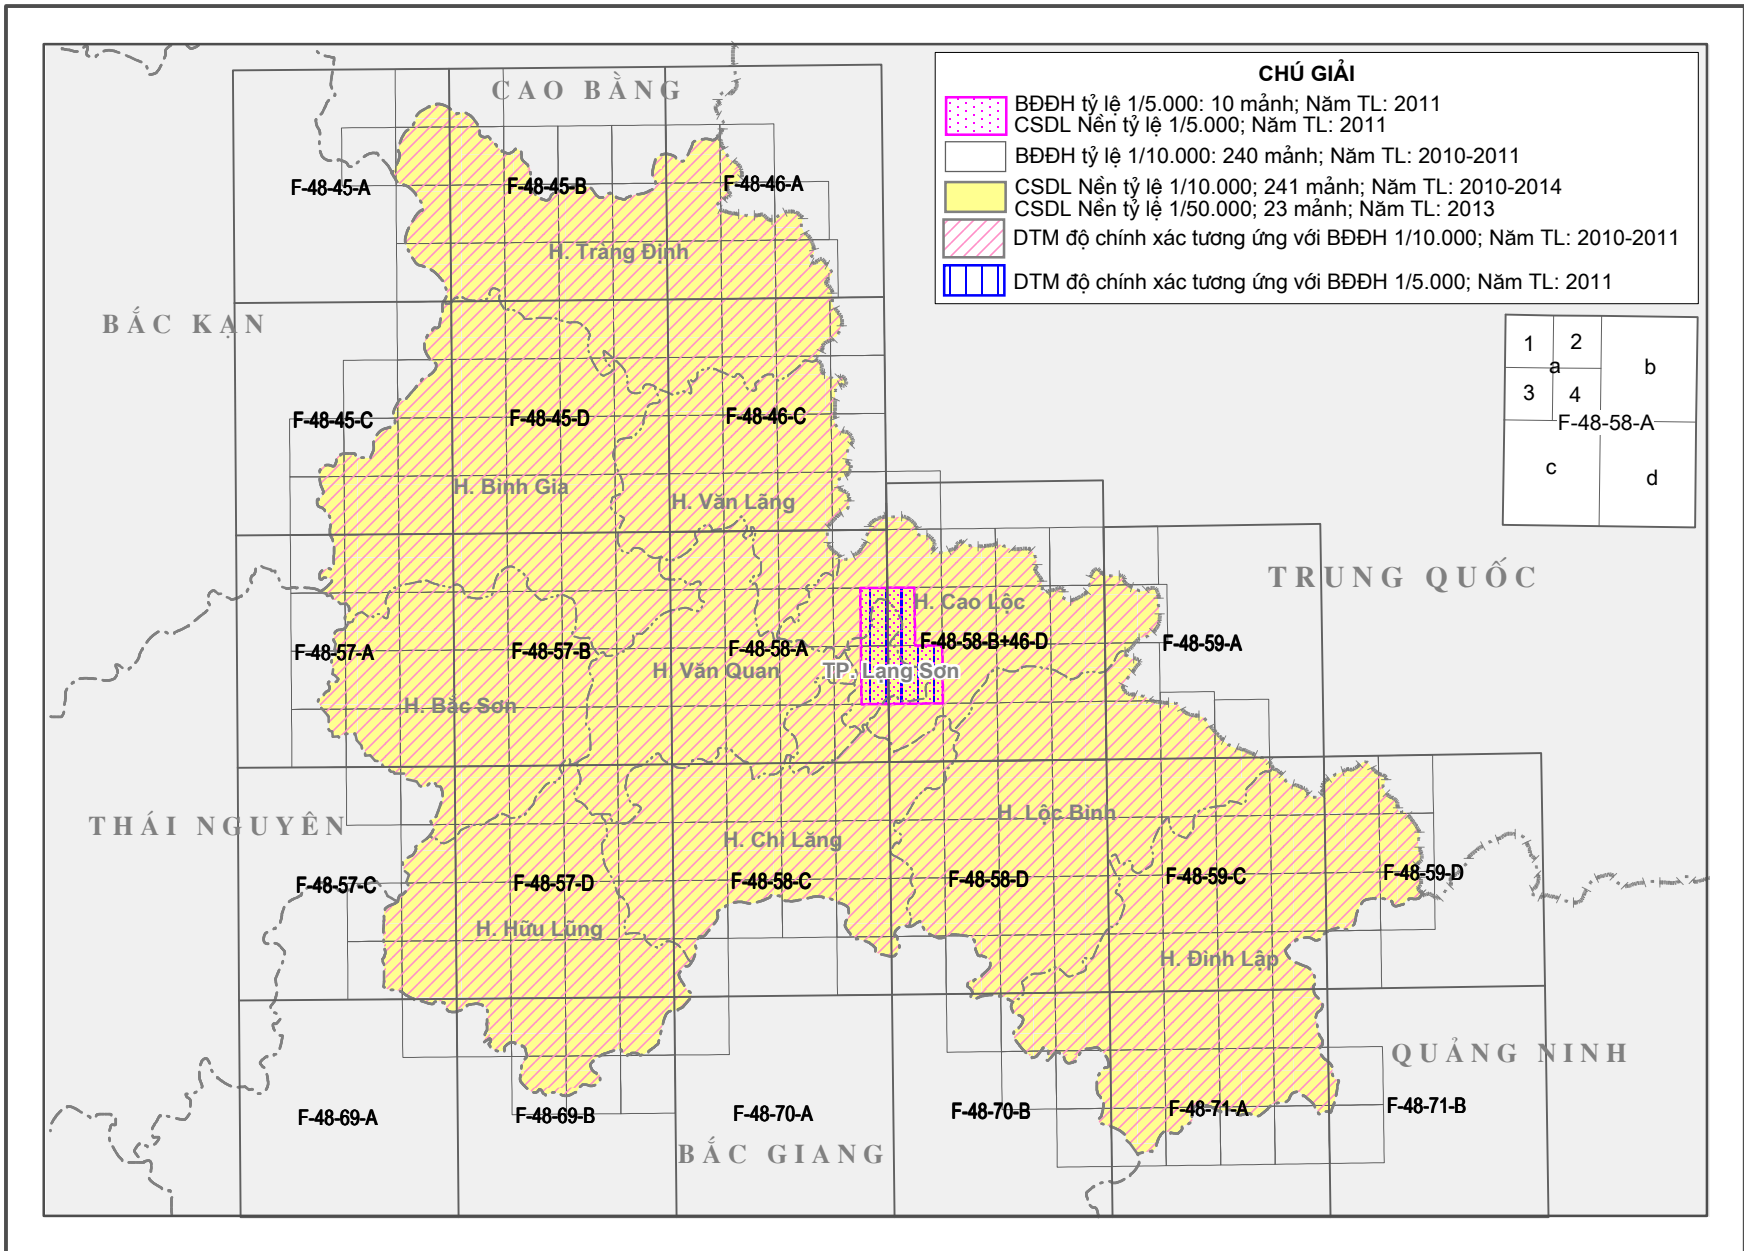 CHÚ GIẢI
BĐĐH tỷ lệ 1/5.000: 10 mảnh; Năm TL: 2011
CSDL Nền tỷ lệ 1/5.000; Năm TL: 2011
BĐĐH tỷ lệ 1/10.000: 240 mảnh; Năm TL: 2010-2011
CSDL Nền tỷ lệ 1/10.000; 241 mảnh; Năm TL: 2010-2014
CSDL Nền tỷ lệ 1/50.000; 23 mảnh; Năm TL: 2013
DTM độ chính xác tương ứng với BĐĐH 1/10.000; Năm TL: 2010-2011
DTM độ chính xác tương ứng với BĐĐH 1/5.000; Năm TL: 2011
1
2
a
b
3
4
F-48-58-A
c
d
CAO BẰNG
F-48-45-A
F-48-45-B
F-48-46-A
H. Tràng Định
BẮC KẠN
F-48-45-C
F-48-45-D
F-48-46-C
H. Bình Gia
H. Văn Lãng
TRUNG QUỐC
H. Cao Lộc
F-48-57-A
F-48-57-B
F-48-58-A
F-48-58-B+46-D
F-48-59-A
H. Văn Quan
TP. Lạng Sơn
H. Bắc Sơn
THÁI NGUYÊN
H. Chi Lăng
H. Lộc Bình
F-48-57-C
F-48-57-D
F-48-58-C
F-48-58-D
F-48-59-C
F-48-59-D
H. Hữu Lũng
H. Đình Lập
QUẢNG NINH
F-48-69-A
F-48-69-B
F-48-70-A
F-48-70-B
F-48-71-A
F-48-71-B
BẮC GIANG